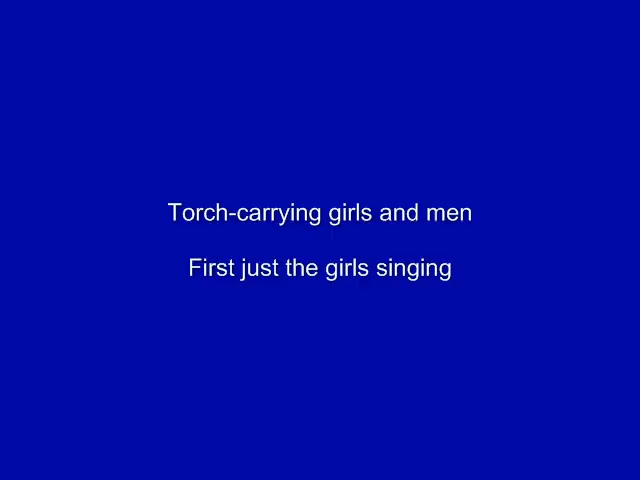 Torch-carrying girls and men
First just the girls singing